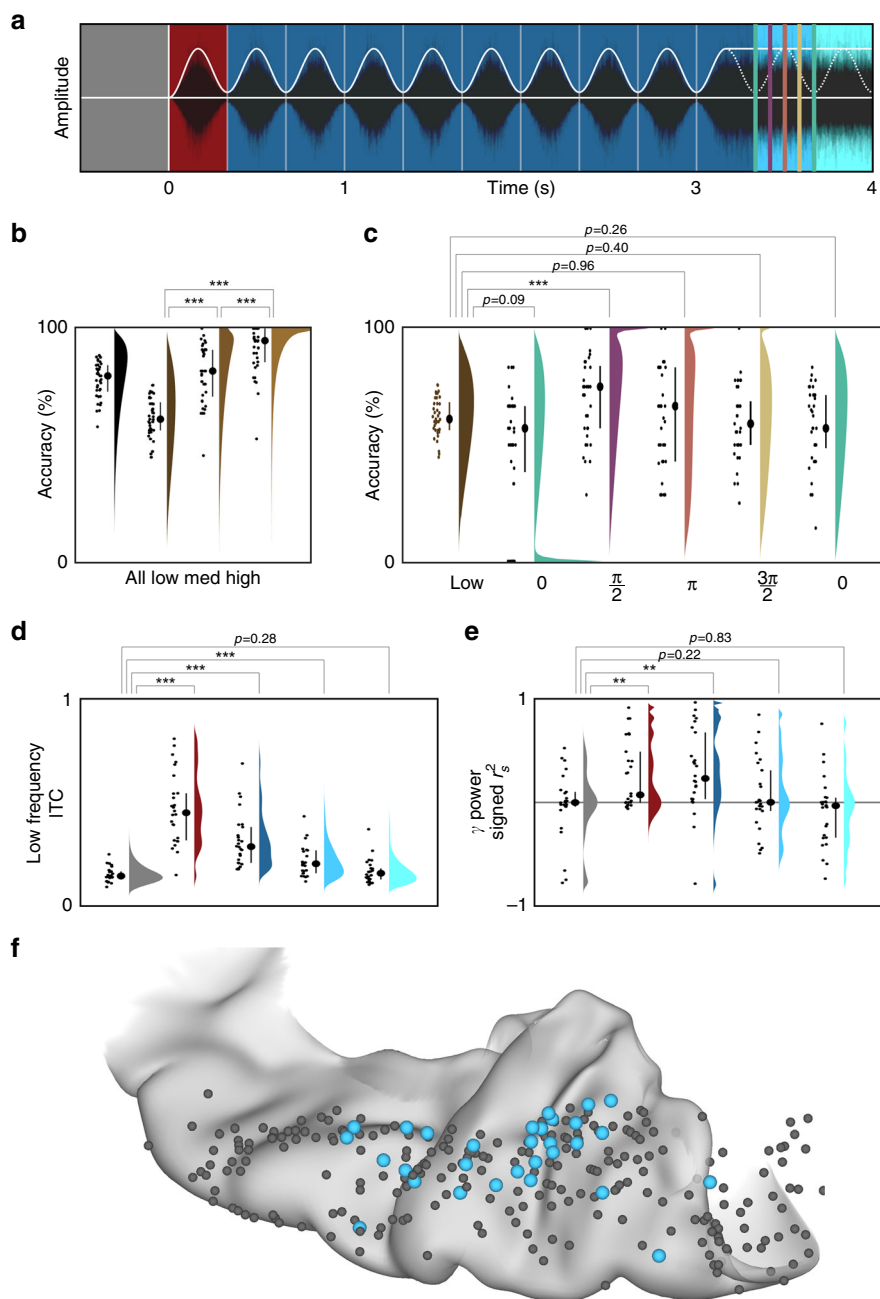 a
Amplitude
0
1
Time (s)
3
4
b
***
***
***
100
Accuracy (%)
0
All low med high
c
p=0.26
p=0.40
p=0.96
***
p=0.09
100
Accuracy (%)
0
Low
0
π/2
π
3π/2
0
d
p=0.28
***
***
***
1
Low frequency
ITC
0
e
p=0.83
p=0.22
**
**
1
γ power
signed r_s^2
–1
f